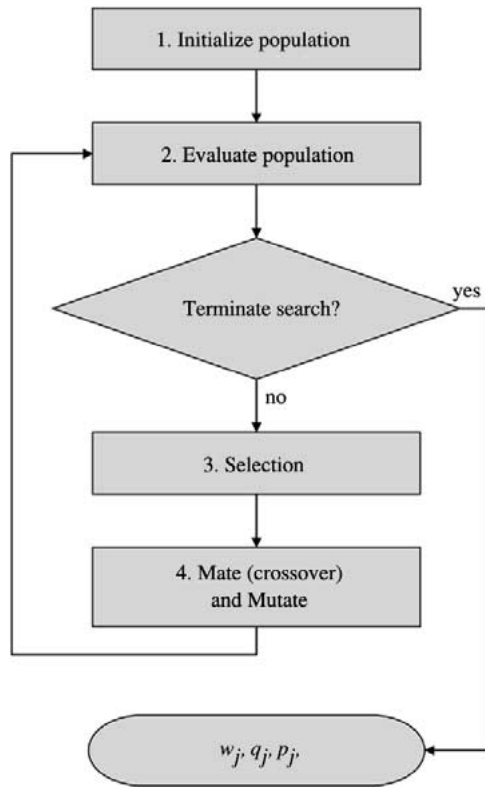 1. Initialize population
2. Evaluate population
Terminate search?
yes
no
3. Selection
4. Mate (crossover)
and Mutate
w_j, q_j, p_j,